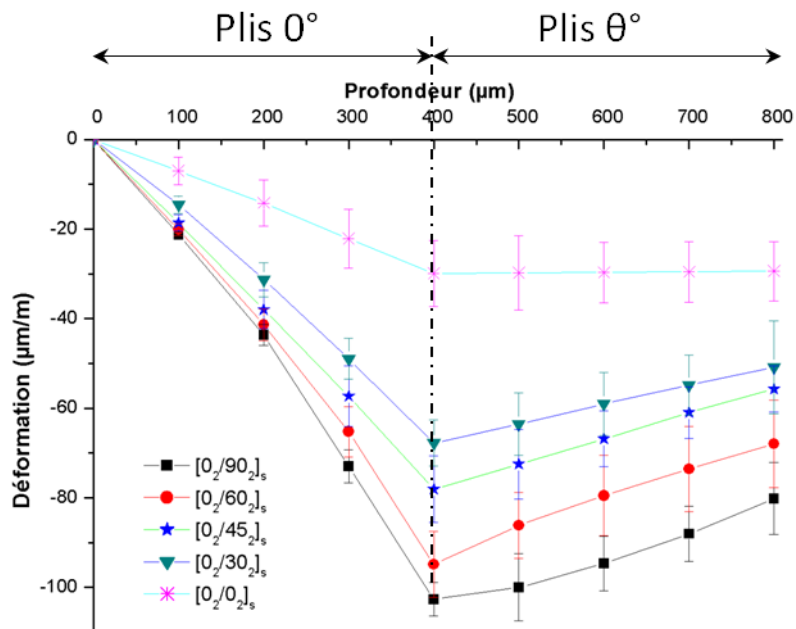 Plis 0° Plis θ°
Profondeur (µm)
0 100 200 300 400 500 600 700 800
0
-20
-40
-60
-80
-100
Déformation (µm/m)
[0₂/90₂]ₛ
[0₂/60₂]ₛ
[0₂/45₂]ₛ
[0₂/30₂]ₛ
[0₂/0₂]ₛ